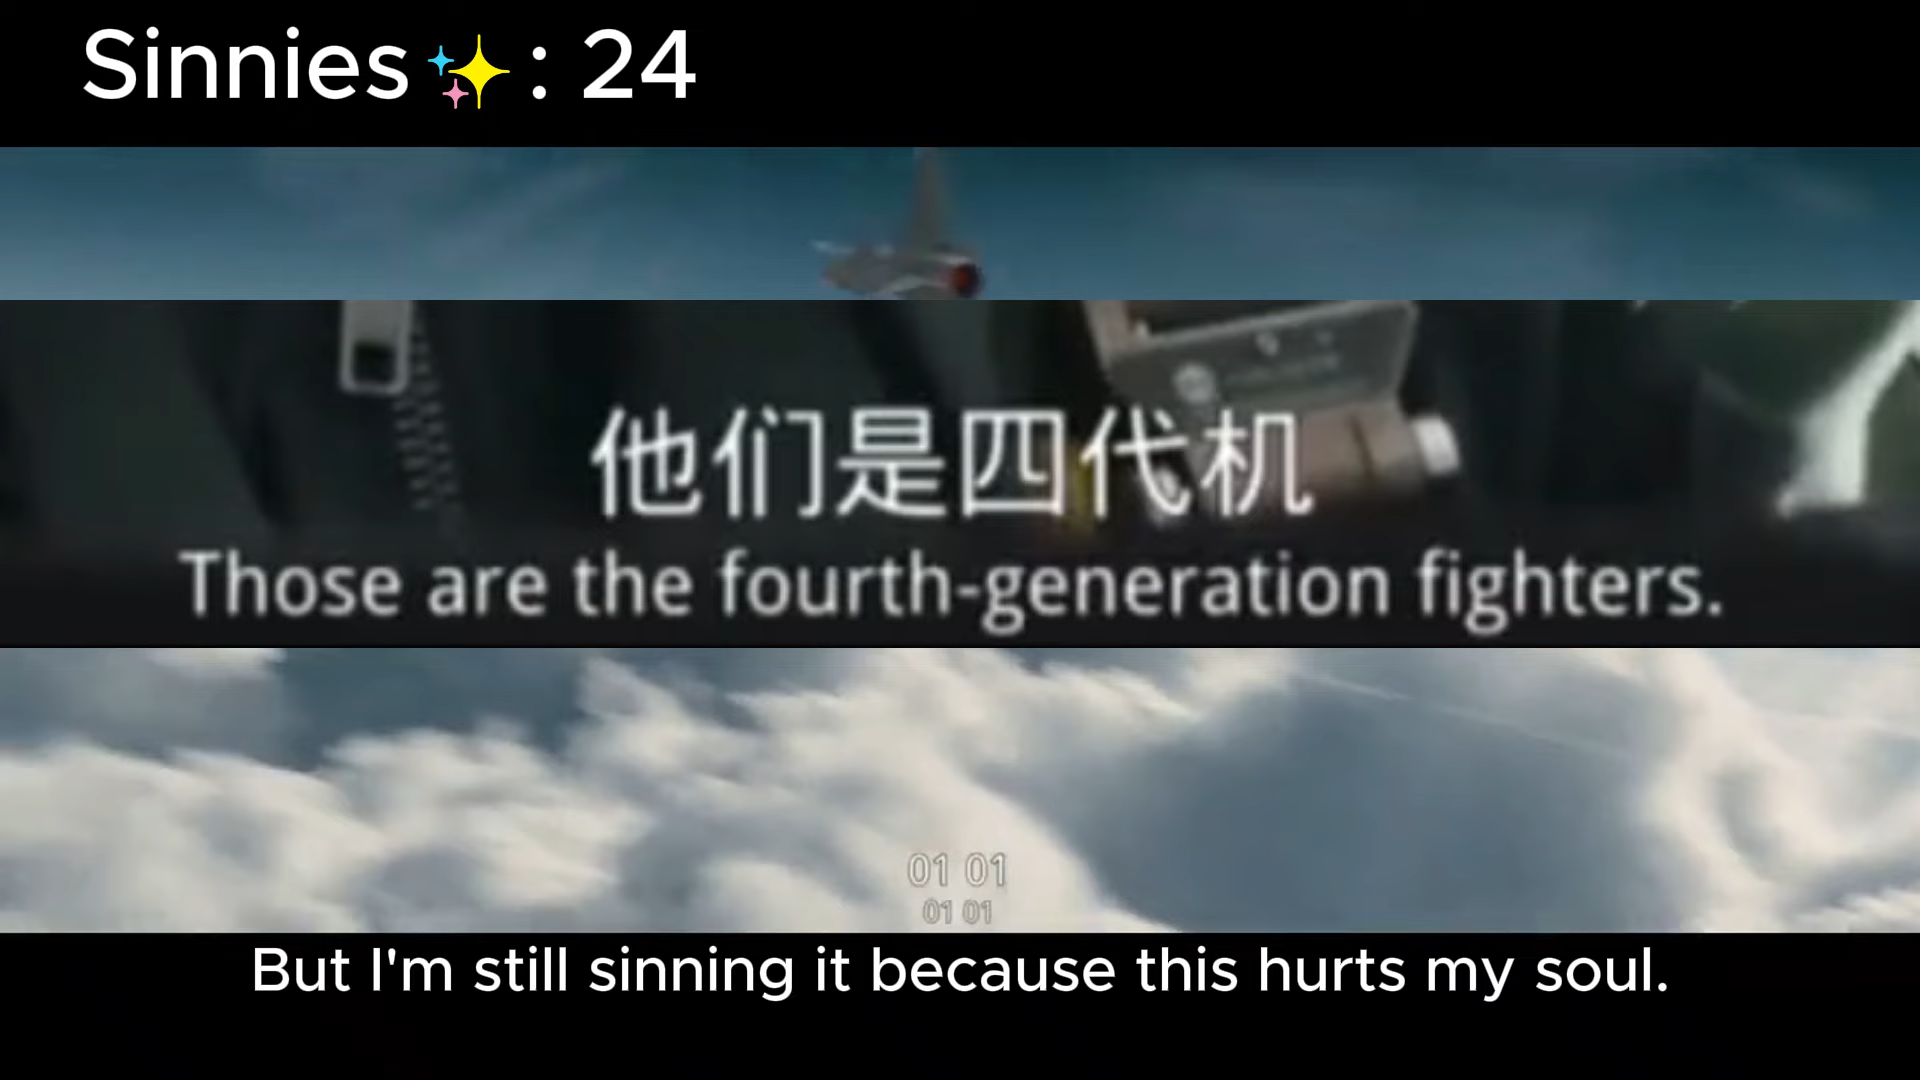 Sinnies✨: 24
他们是四代机
Those are the fourth-generation fighters.
01 01
01 01
But I'm still sinning it because this hurts my soul.